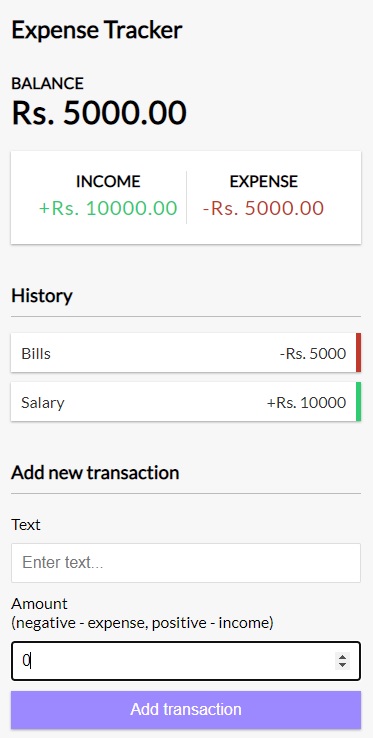 Expense Tracker
BALANCE
Rs. 5000.00
INCOME
+Rs. 10000.00
EXPENSE
-Rs. 5000.00
History
Bills -Rs. 5000
Salary +Rs. 10000
Add new transaction
Text
Enter text...
Amount
(negative - expense, positive - income)
0
Add transaction